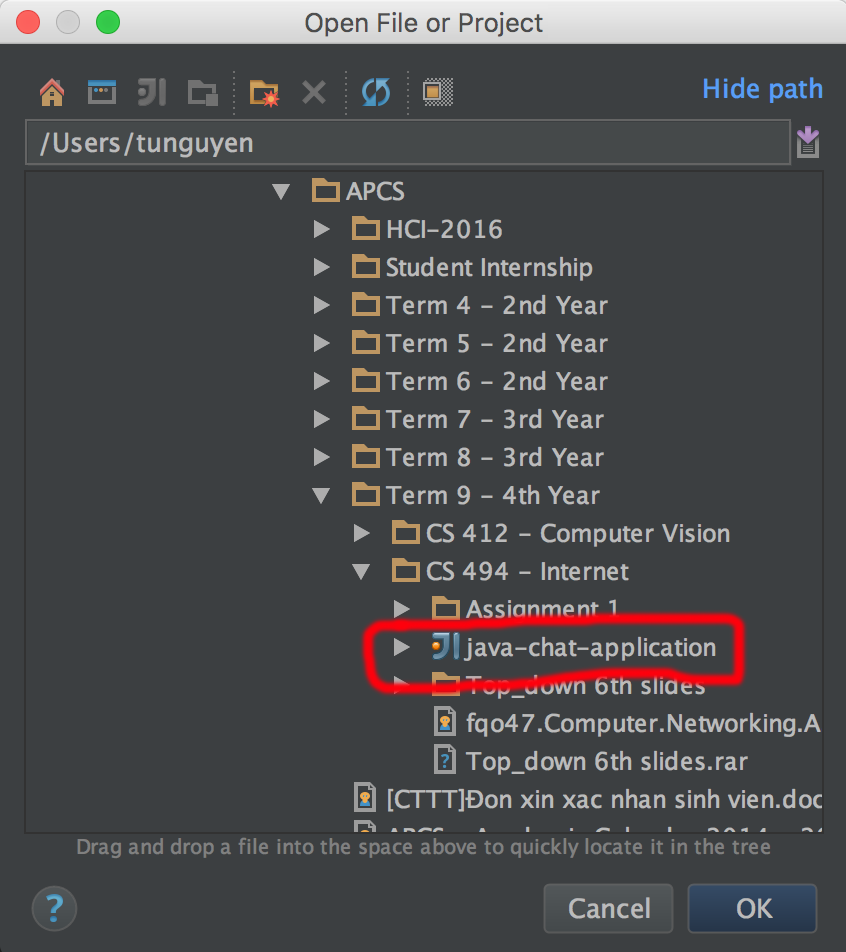 Open File or Project
Hide path
/Users/tunguyen
APCS
HCI-2016
Student Internship
Term 4 - 2nd Year
Term 5 - 2nd Year
Term 6 - 2nd Year
Term 7 - 3rd Year
Term 8 - 3rd Year
Term 9 - 4th Year
CS 412 - Computer Vision
CS 494 - Internet
Assignment 1
java-chat-application
Top_down 6th slides
fqo47.Computer.Networking.A
Top_down 6th slides.rar
[CTTT]Đon xin xac nhan sinh vien.doc
Drag and drop a file into the space above to quickly locate it in the tree
? Cancel OK